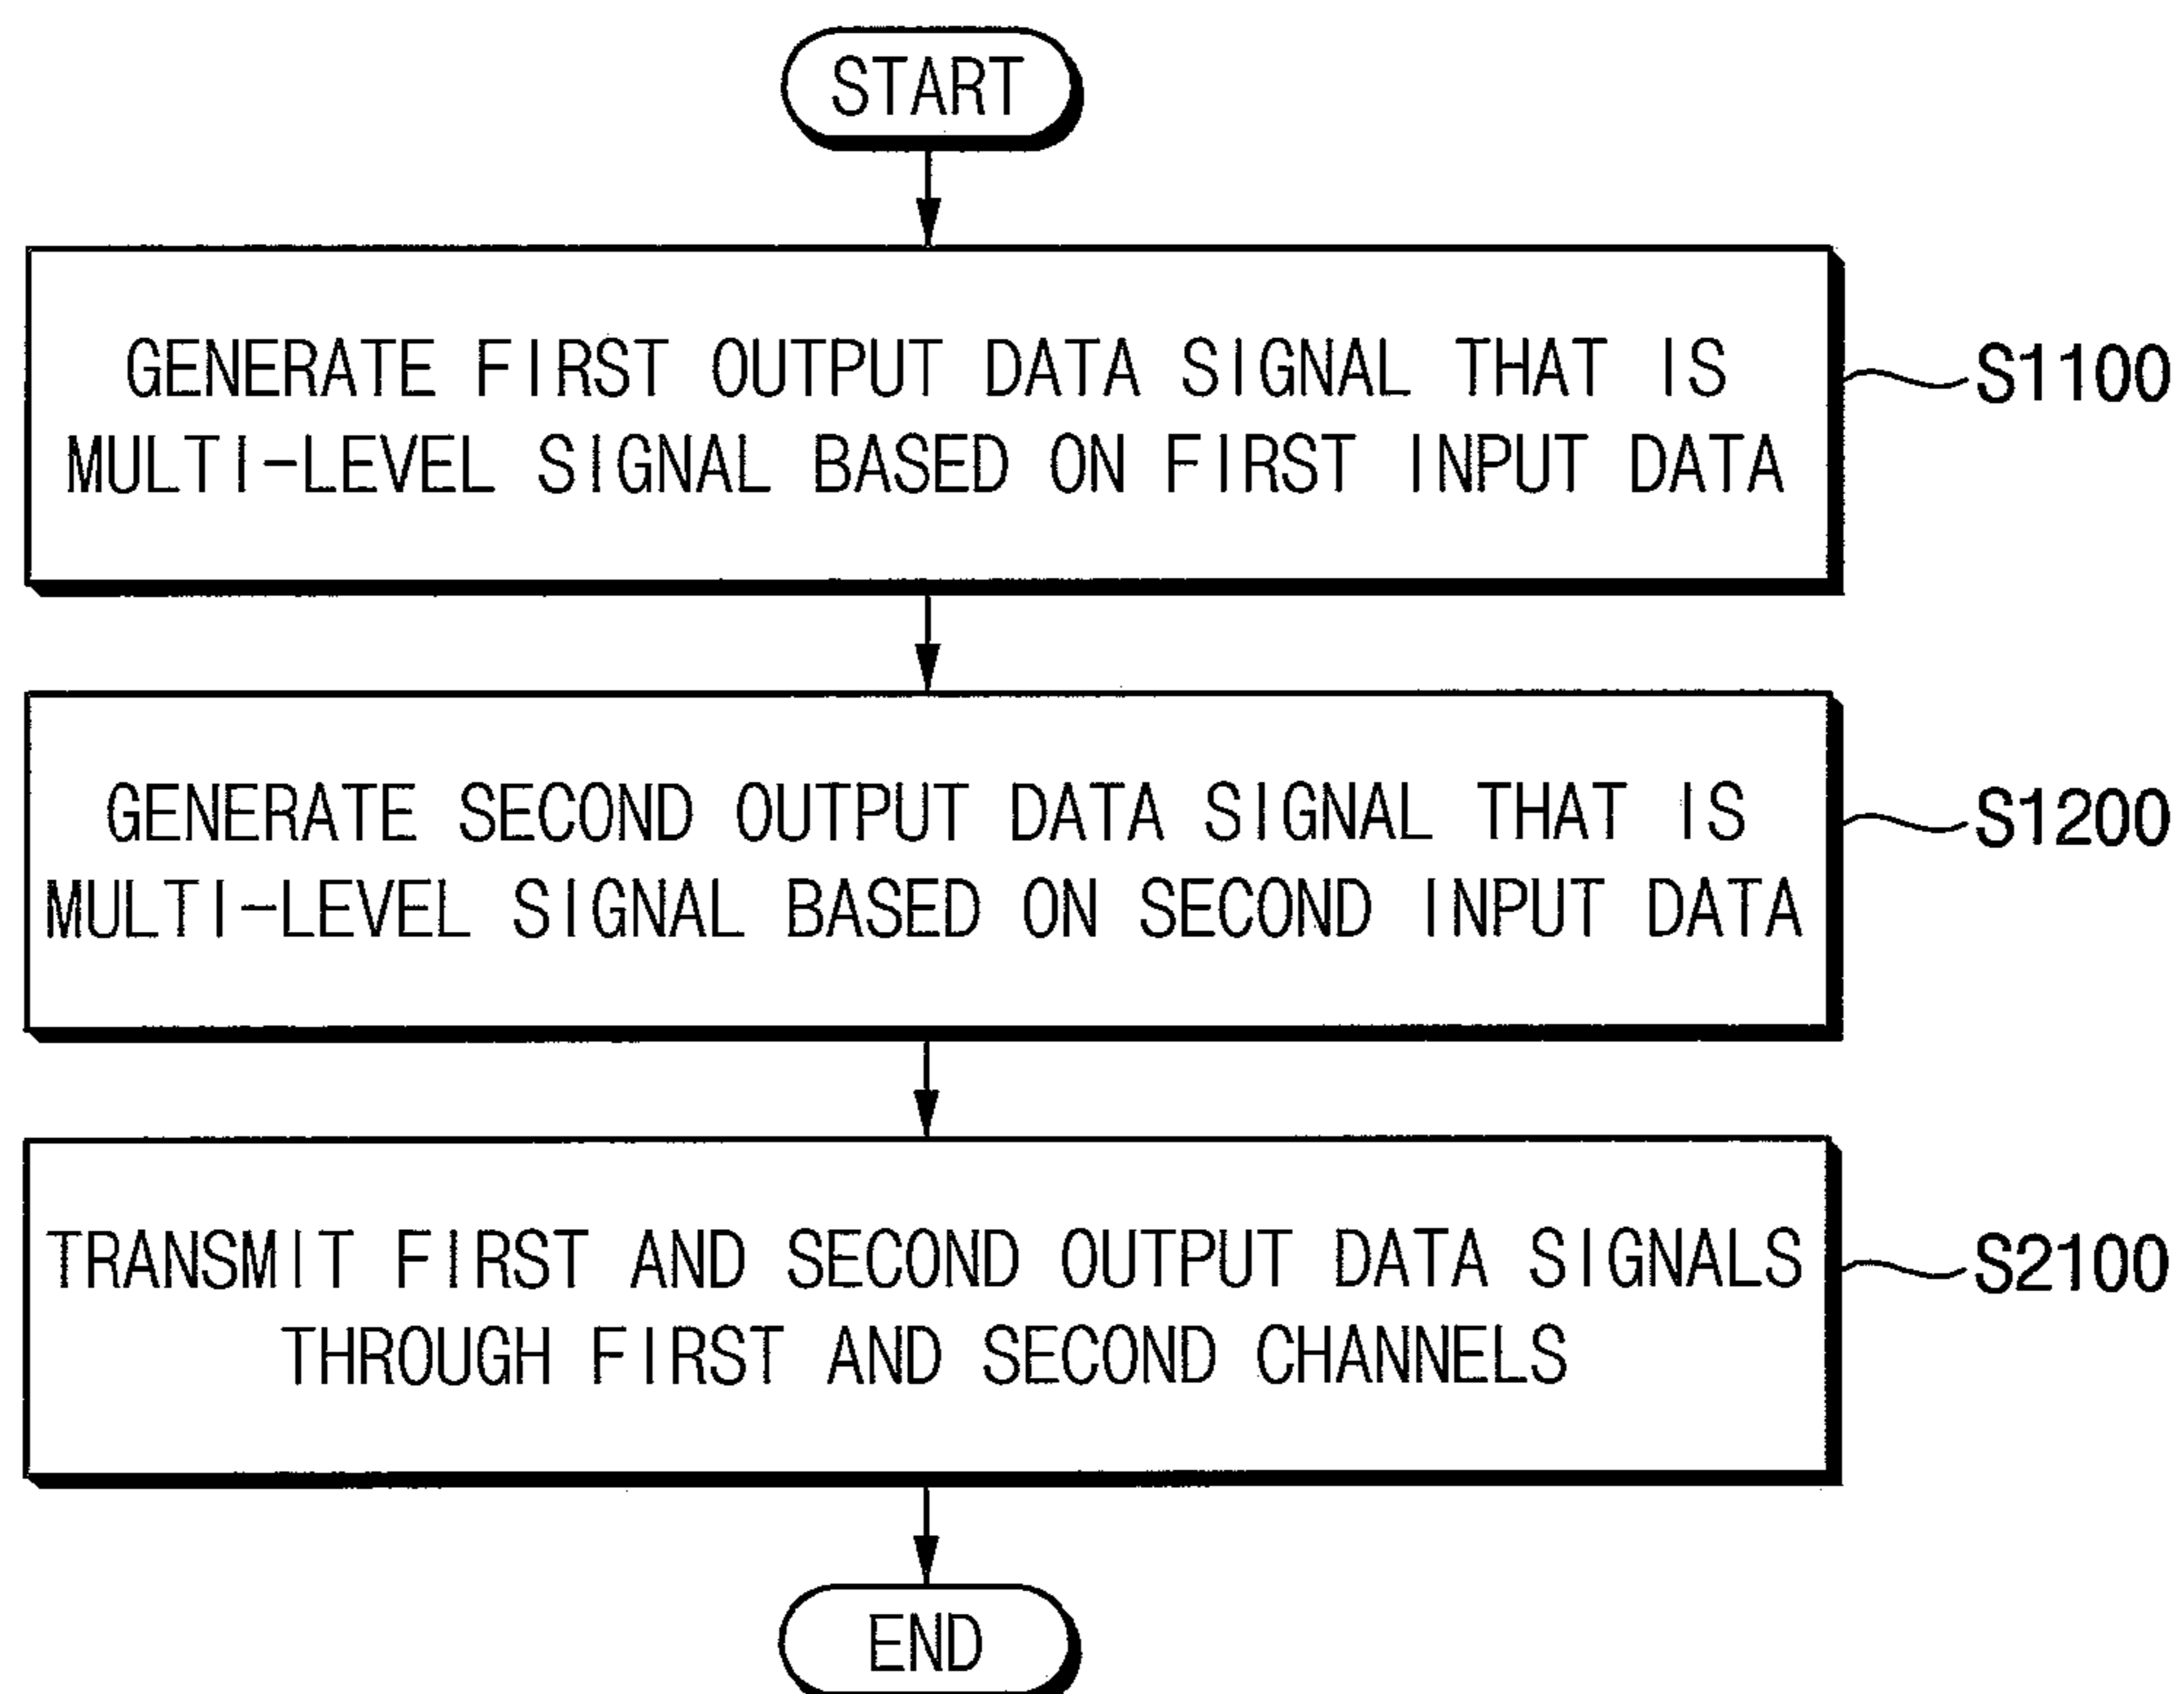 START
GENERATE FIRST OUTPUT DATA SIGNAL THAT IS
MULTI-LEVEL SIGNAL BASED ON FIRST INPUT DATA
S1100
GENERATE SECOND OUTPUT DATA SIGNAL THAT IS
MULTI-LEVEL SIGNAL BASED ON SECOND INPUT DATA
S1200
TRANSMIT FIRST AND SECOND OUTPUT DATA SIGNALS
THROUGH FIRST AND SECOND CHANNELS
S2100
END